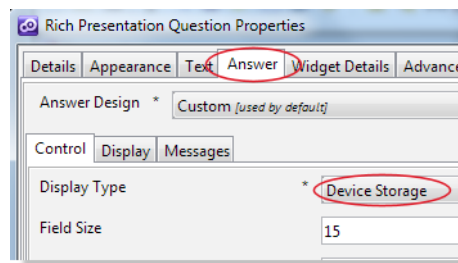 Rich Presentation Question Properties
Details Appearance Text Answer Widget Details Advance
Answer Design * Custom [used by default]
Control Display Messages
Display Type * Device Storage
Field Size 15